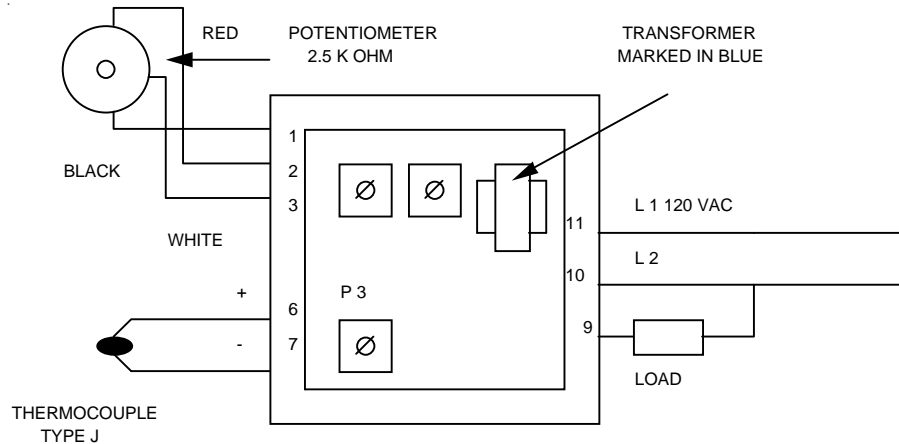 RED
POTENTIOMETER
2.5 K OHM
TRANSFORMER
MARKED IN BLUE
1
BLACK
2
3
WHITE
L 1 120 VAC
11
L 2
10
+
P 3
6
9
-
7
LOAD
THERMOCOUPLE
TYPE J